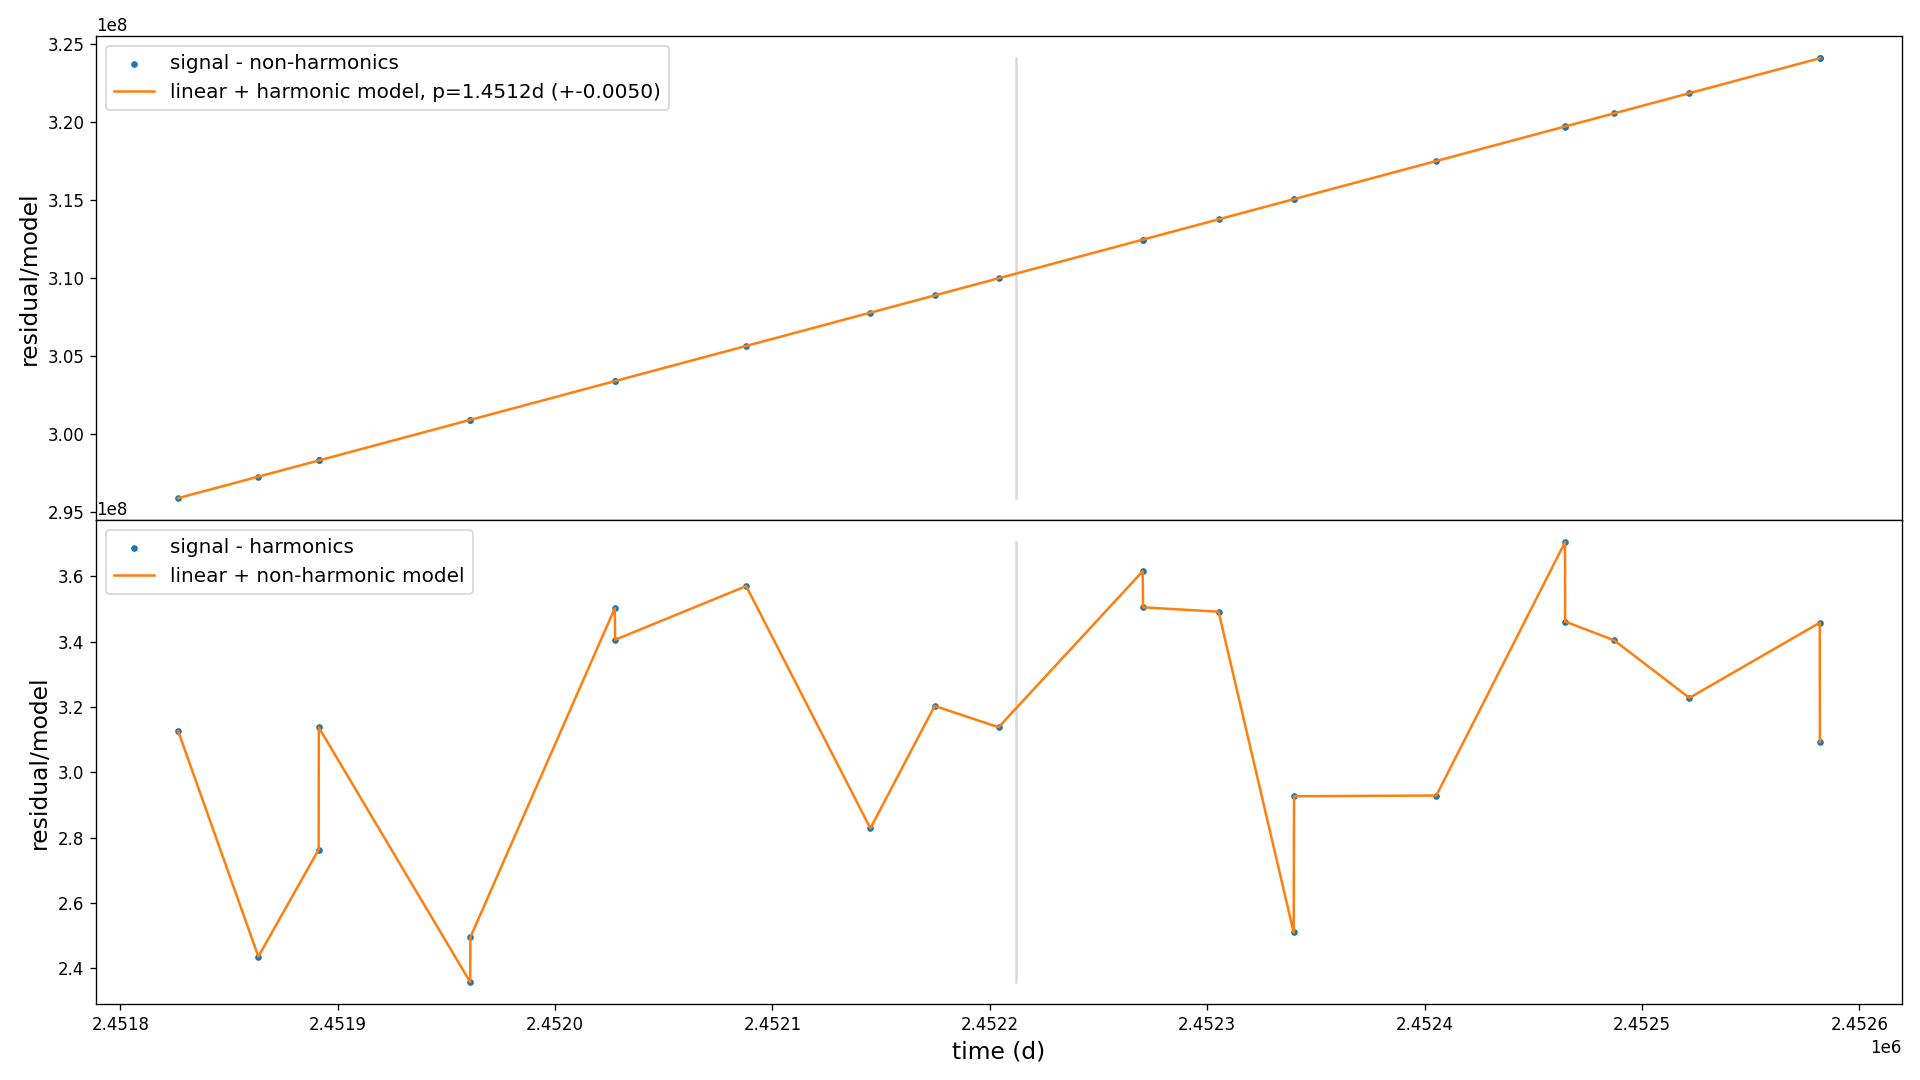 1e8
3.25
3.20
3.15
3.10
3.05
3.00
2.95
residual/model
signal - non-harmonics
linear + harmonic model, p=1.4512d (+-0.0050)
1e8
3.6
3.4
3.2
3.0
2.8
2.6
2.4
residual/model
signal - harmonics
linear + non-harmonic model
2.4518 2.4519 2.4520 2.4521 2.4522 2.4523 2.4524 2.4525 2.4526
time (d)
1e6